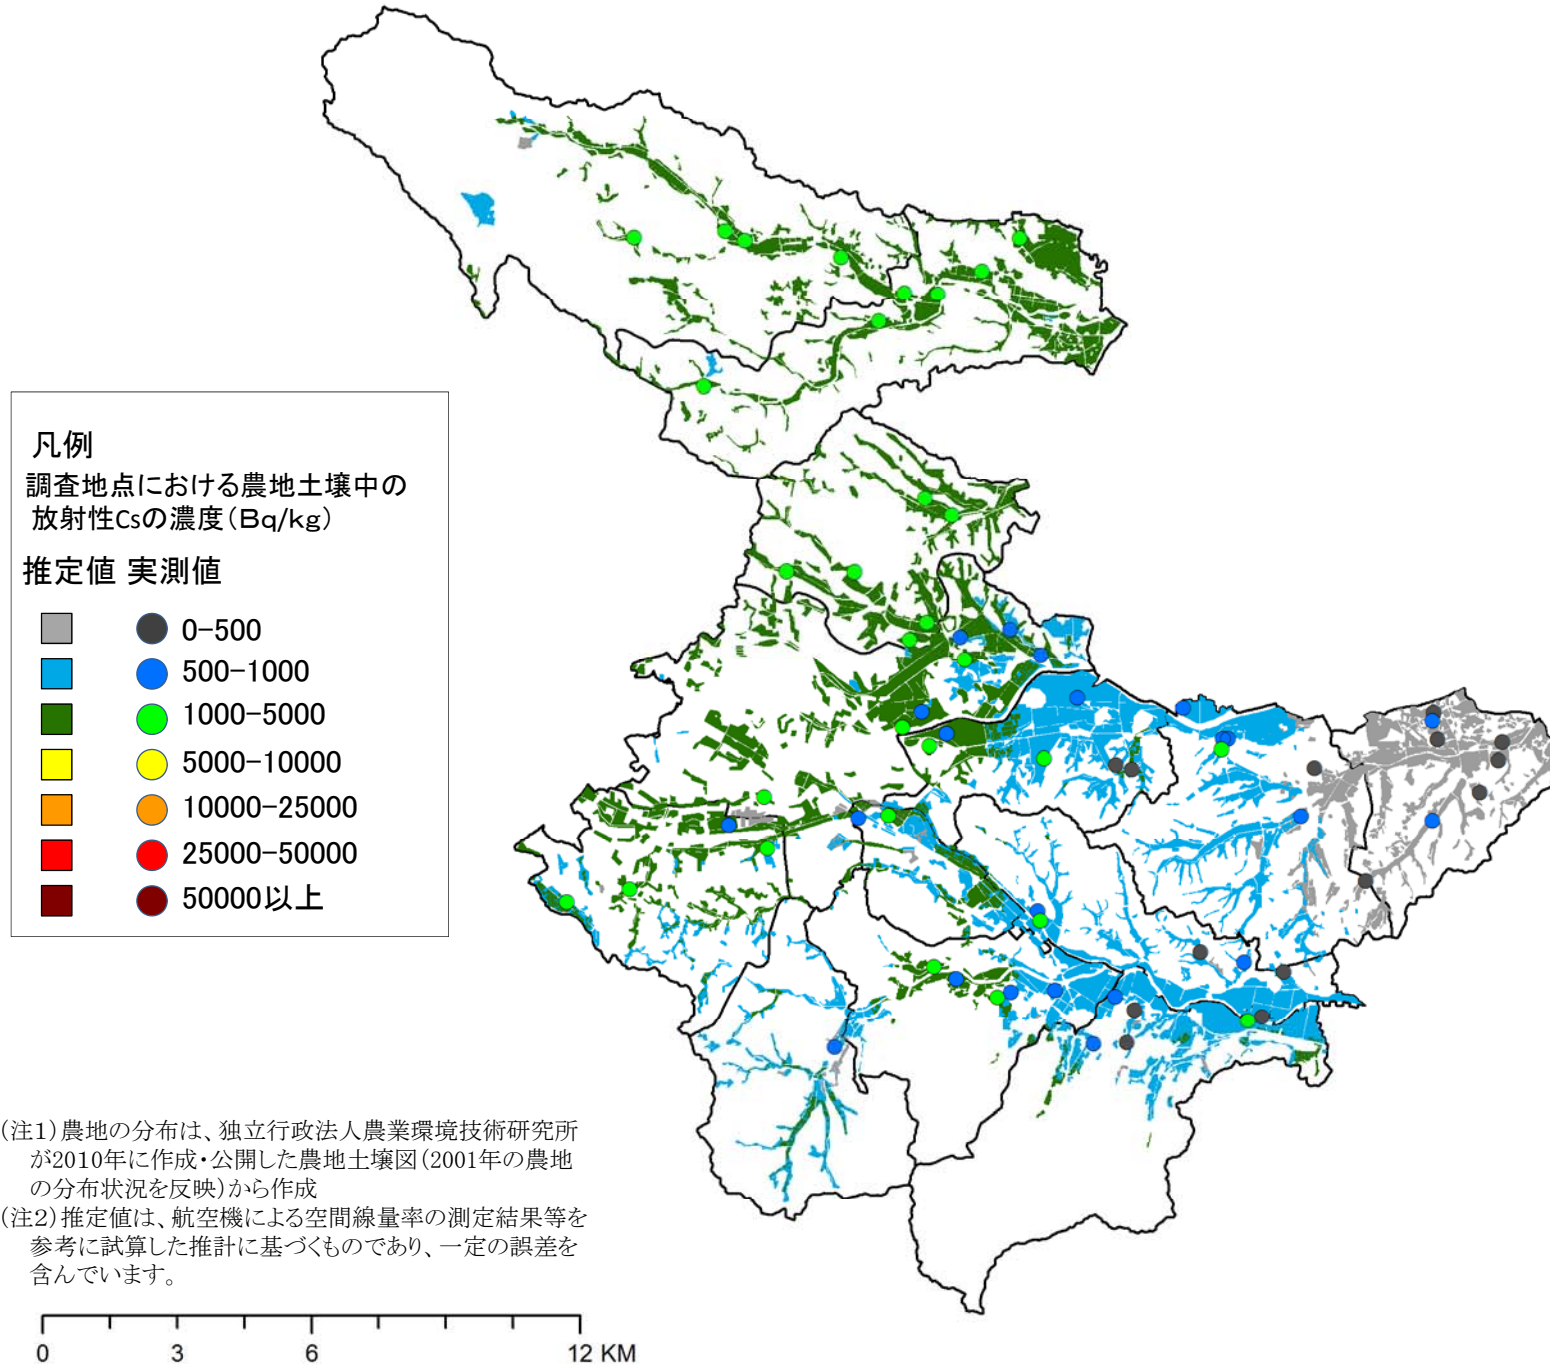 凡例
調査地点における農地土壌中の
放射性Csの濃度(Bq/kg)
推定値 実測値
0-500
500-1000
1000-5000
5000-10000
10000-25000
25000-50000
50000以上
(注1)農地の分布は、独立行政法人農業環境技術研究所
が2010年に作成・公開した農地土壌図(2001年の農地
の分布状況を反映)から作成
(注2)推定値は、航空機による空間線量率の測定結果等を
参考に試算した推計に基づくものであり、一定の誤差を
含んでいます。
0 3 6 12 KM